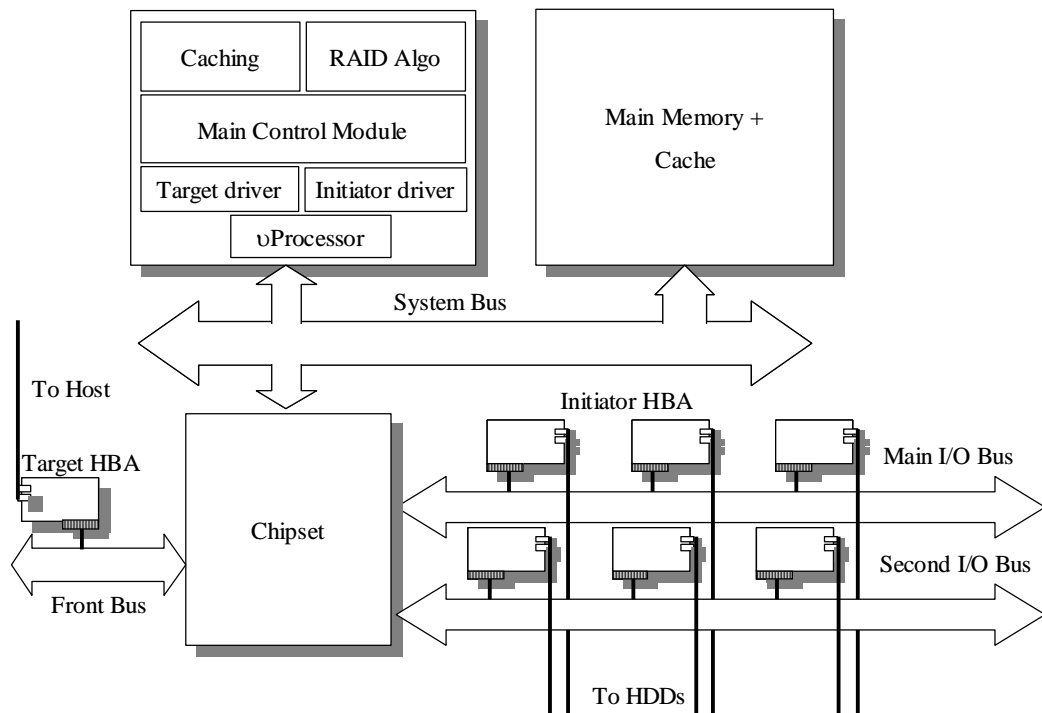 Caching
RAID Algo
Main Control Module
Target driver
Initiator driver
υProcessor
Main Memory +
Cache
System Bus
To Host
Target HBA
Front Bus
Chipset
Initiator HBA
Main I/O Bus
Second I/O Bus
To HDDs